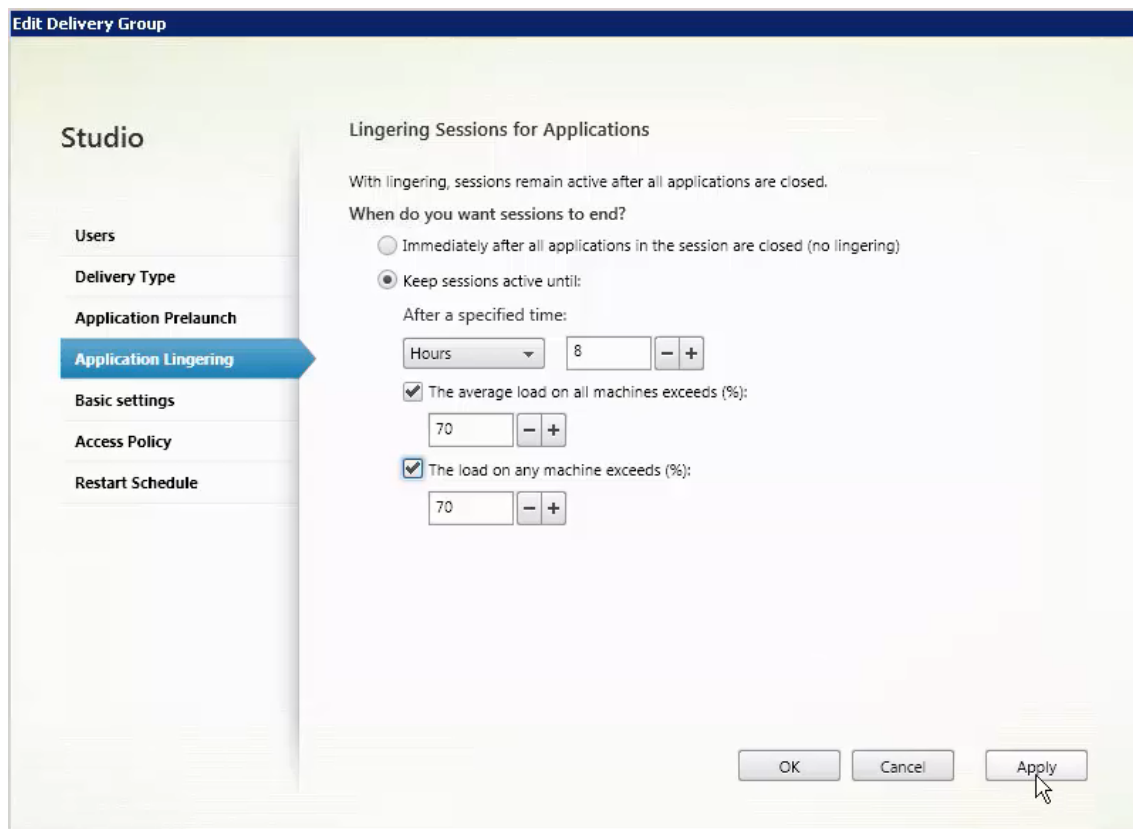 Edit Delivery Group
Studio
Users
Delivery Type
Application Prelaunch
Application Lingering
Basic settings
Access Policy
Restart Schedule
Lingering Sessions for Applications
With lingering, sessions remain active after all applications are closed.
When do you want sessions to end?
Immediately after all applications in the session are closed (no lingering)
Keep sessions active until:
After a specified time:
Hours 8 − +
The average load on all machines exceeds (%):
70 − +
The load on any machine exceeds (%):
70 − +
OK Cancel Apply